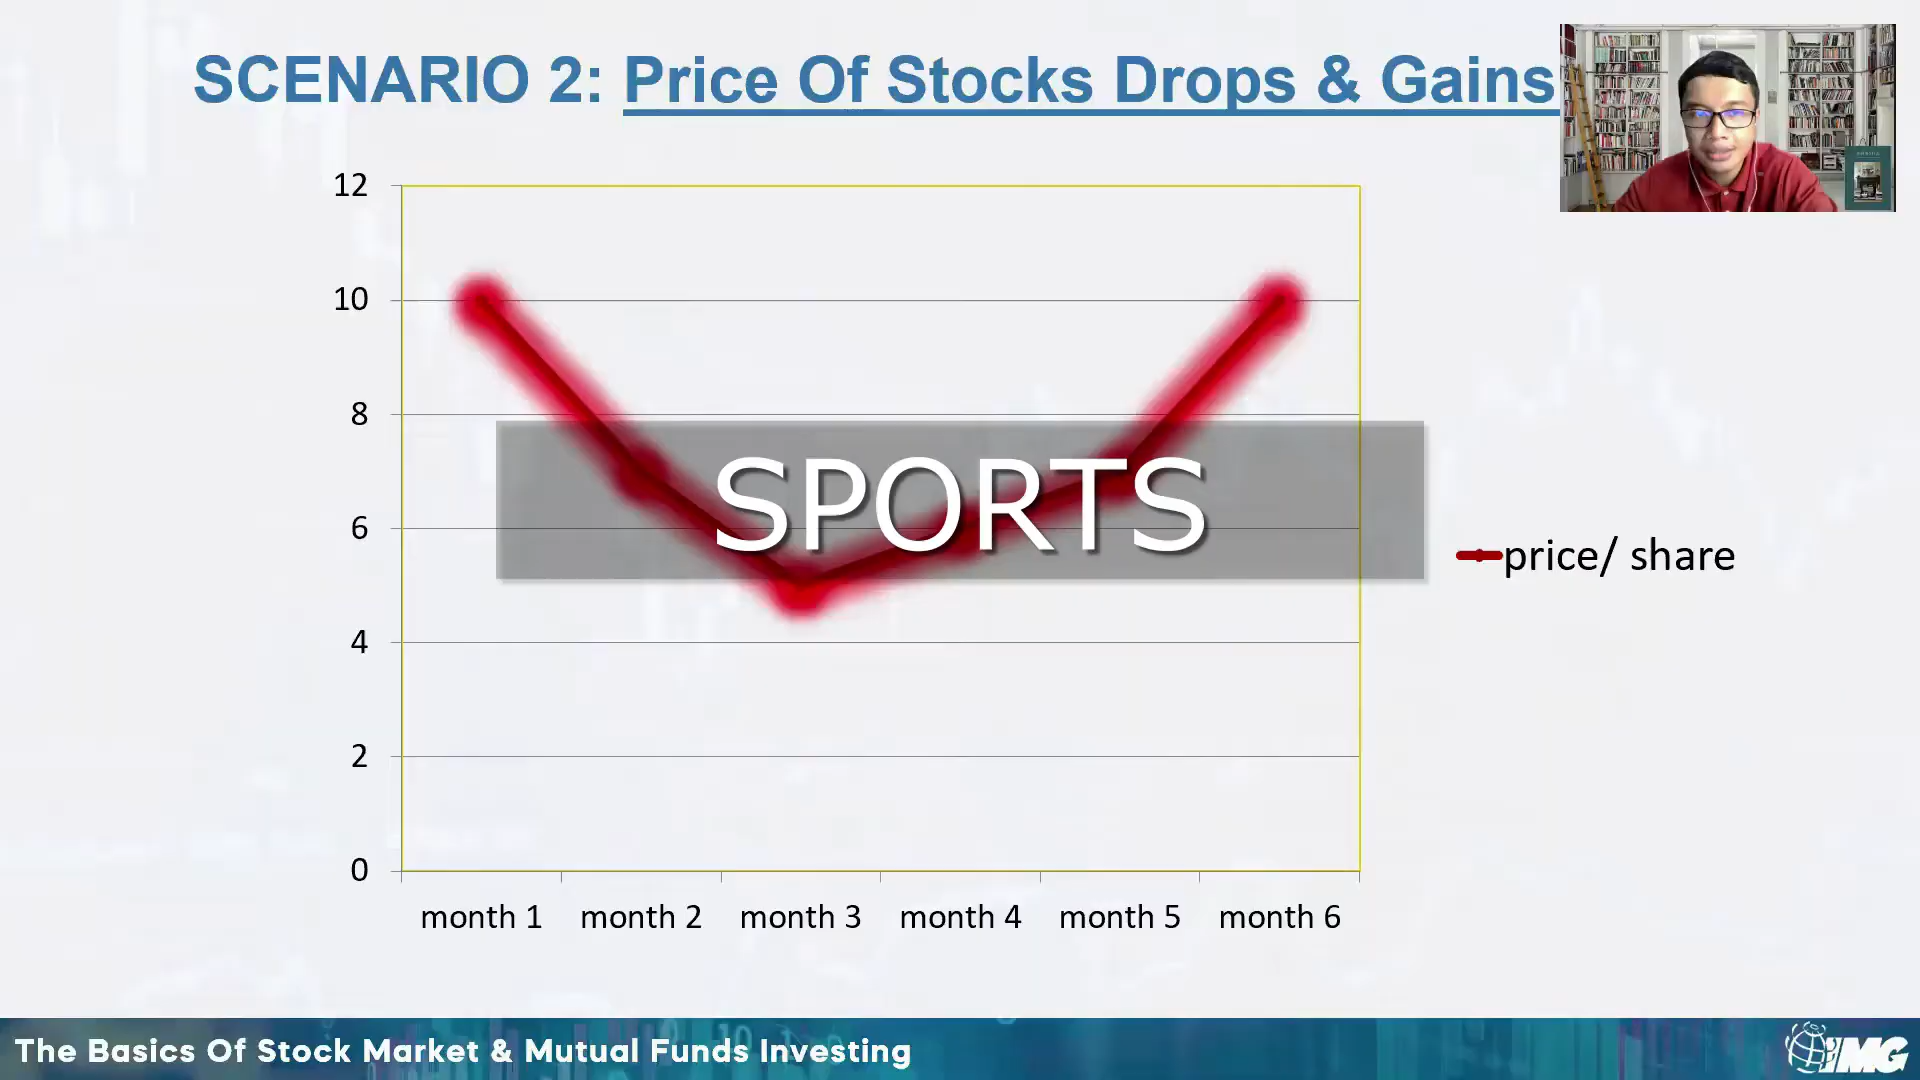 SCENARIO 2: Price Of Stocks Drops & Gains
12
10
8
6
4
2
0
SPORTS
price/ share
month 1 month 2 month 3 month 4 month 5 month 6
The Basics Of Stock Market & Mutual Funds Investing
IMG